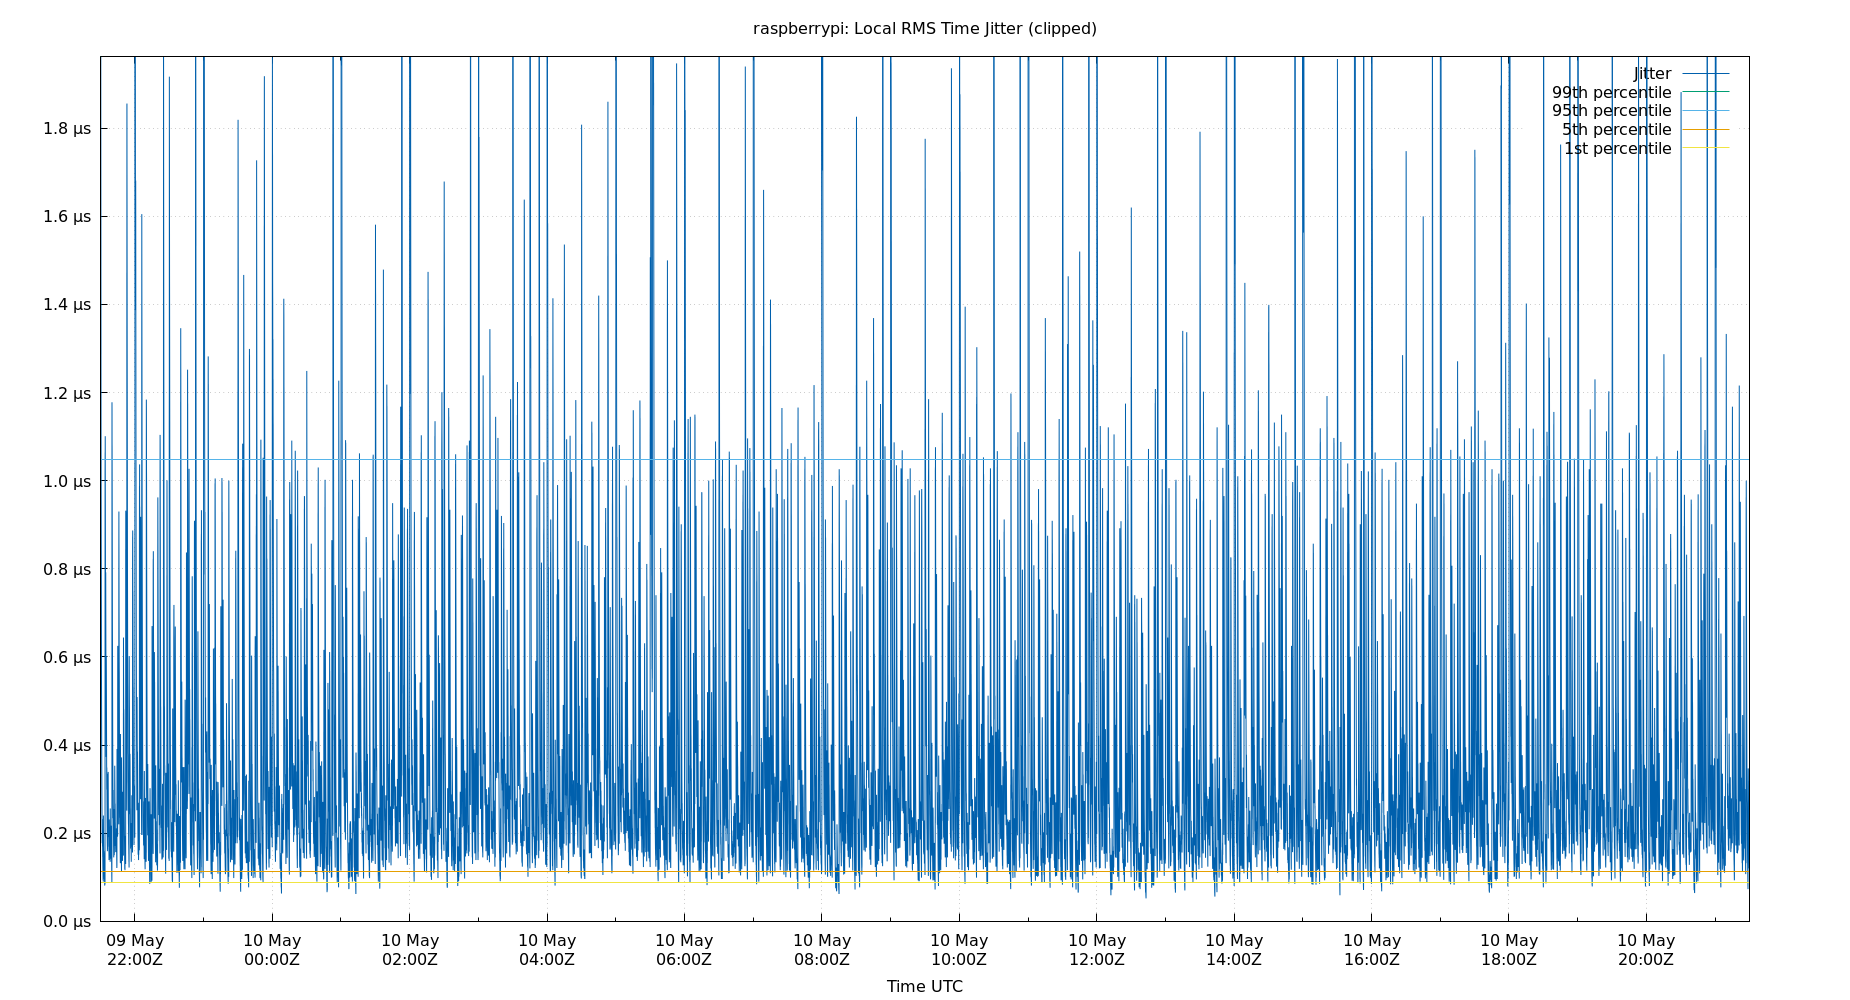 raspberrypi: Local RMS Time Jitter (clipped)
Jitter
99th percentile
95th percentile
5th percentile
1st percentile
1.8 μs
1.6 μs
1.4 μs
1.2 μs
1.0 μs
0.8 μs
0.6 μs
0.4 μs
0.2 μs
0.0 μs
09 May 10 May 10 May 10 May 10 May 10 May 10 May 10 May 10 May 10 May 10 May 10 May
22:00Z 00:00Z 02:00Z 04:00Z 06:00Z 08:00Z 10:00Z 12:00Z 14:00Z 16:00Z 18:00Z 20:00Z
Time UTC